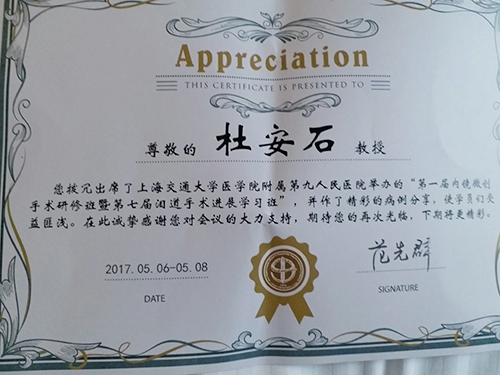 Appreciation
THIS CERTIFICATE IS PRESENTED TO
尊敬的 杜安石 教授
您拨冗出席了上海交通大学医学院附属第九人民医院举办的“第一届内镜微创
手术研修班暨第七届泪道手术进展学习班”，并作了精彩的病例分享，使学员们受
益匪浅。在此诚挚感谢您对会议的大力支持，期待您的再次光临，下期将更精彩。
2017.05.06-05.08
范先群
DATE
SIGNATURE